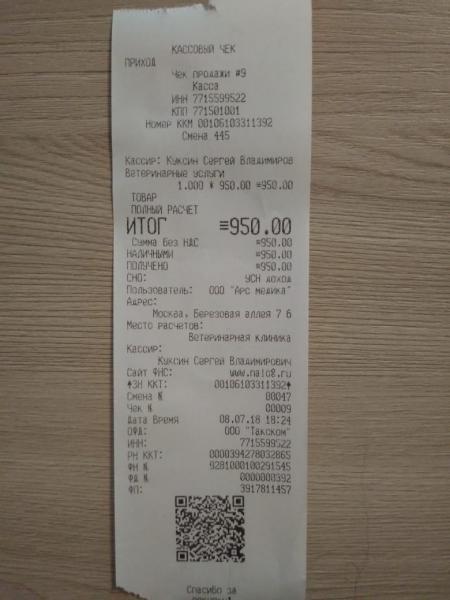 КАССОВЫЙ ЧЕК
ПРИХОД
Чек продажи #9
Касса
ИНН 7715599522
КПП 771501001
Номер ККМ 00106103311392
Смена 445
Кассир: Куксин Сергей Владимиров
Ветеринарные услуги
1.000 * 950.00 =950.00
ТОВАР
ПОЛНЫЙ РАСЧЕТ
ИТОГ =950.00
Сумма без НДС =950.00
НАЛИЧНЫМИ =950.00
ПОЛУЧЕНО =950.00
СНО: УСН доход
Пользователь: ООО "Арс медика"
Адрес:
Москва, Березовая аллея 7 б
Место расчетов:
Ветеринарная клиника
Кассир:
Куксин Сергей Владимирович
Сайт ФНС: www.nalog.ru
ЗН ККТ: 00106103311392
Смена № 00047
Чек № 00009
Дата Время 08.07.18 18:24
ОФД: ООО "Такском"
ИНН: 7715599522
РН ККТ: 0000394278032865
ФН № 9281000100291545
ФД № 0000000392
ФП: 3917811457
Спасибо за